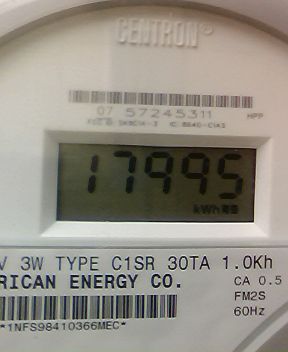 CENTRON®
07 57245311
HPP
17995
kWh
V 3W TYPE C1SR 30TA 1.0Kh
RICAN ENERGY CO.
CA 0.5
FM2S
60Hz
*1NFS98410366MEC*